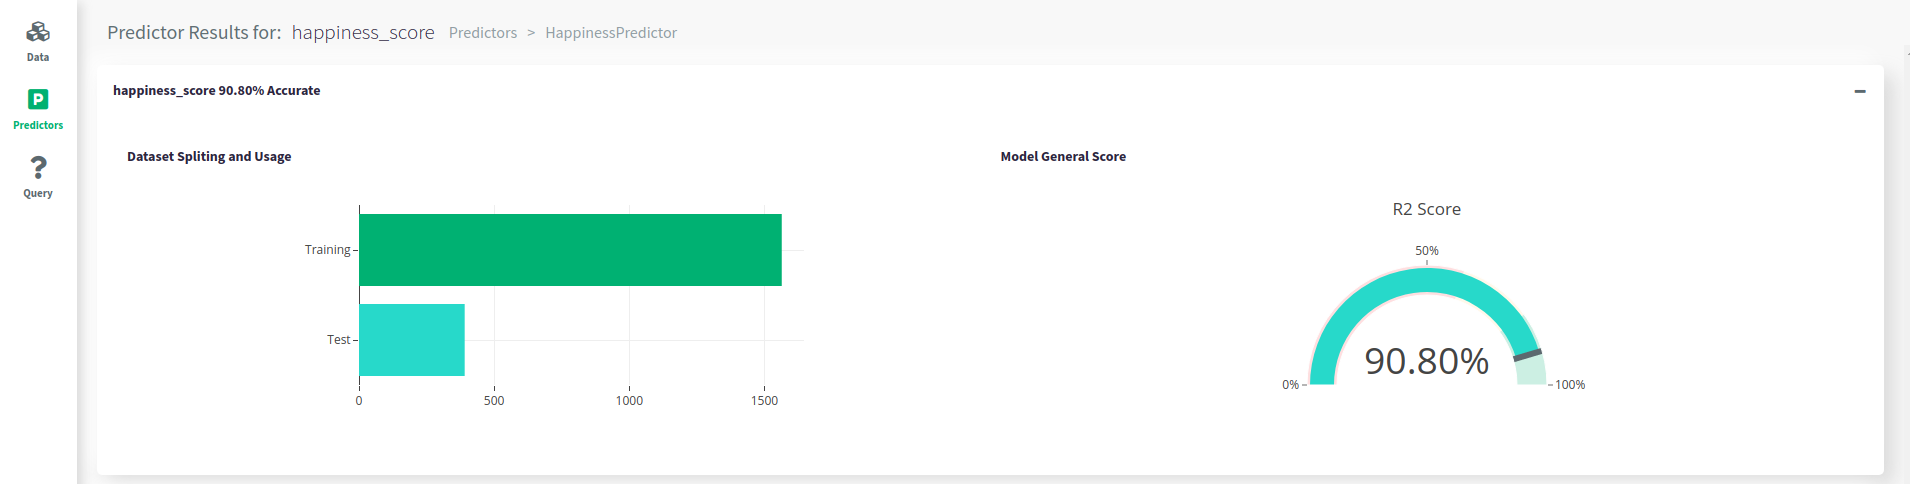 Data
P
Predictors
?
Query
Predictor Results for: happiness_score Predictors > HappinessPredictor
happiness_score 90.80% Accurate
Dataset Spliting and Usage
Training
Test
0 500 1000 1500
Model General Score
R2 Score
50%
90.80%
0% 100%